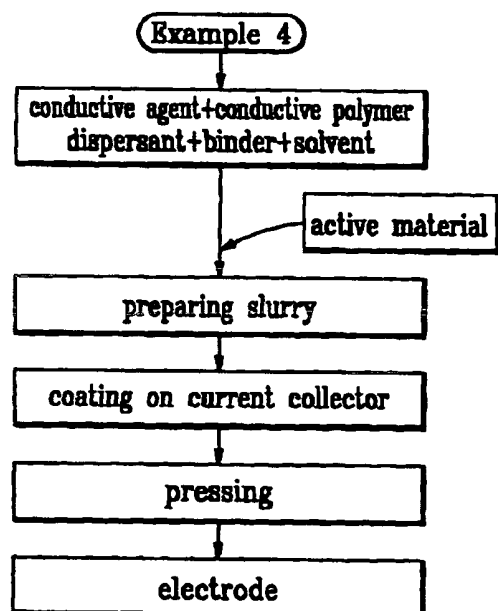 Example 4
conductive agent+conductive polymer
dispersant+binder+solvent
active material
preparing slurry
coating on current collector
pressing
electrode